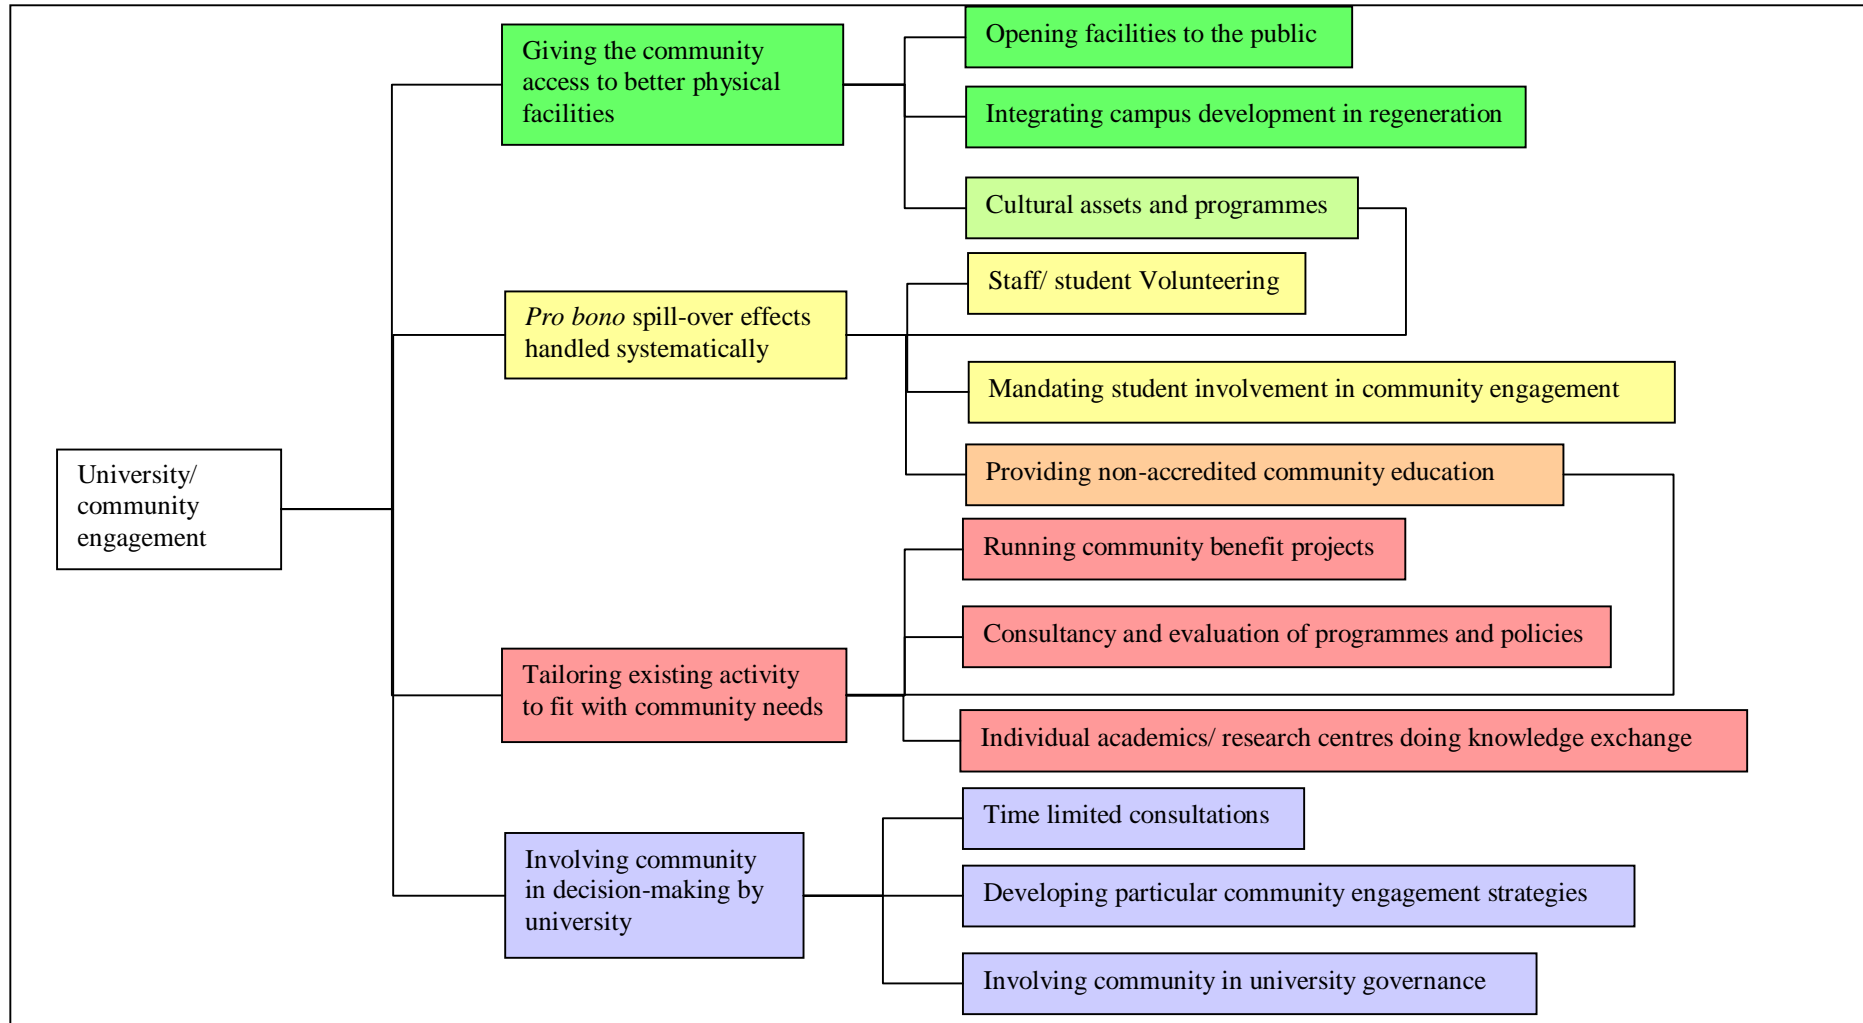 University/
community
engagement
Giving the community
access to better physical
facilities
Opening facilities to the public
Integrating campus development in regeneration
Cultural assets and programmes
Pro bono spill-over effects
handled systematically
Staff/ student Volunteering
Mandating student involvement in community engagement
Providing non-accredited community education
Tailoring existing activity
to fit with community needs
Running community benefit projects
Consultancy and evaluation of programmes and policies
Individual academics/ research centres doing knowledge exchange
Involving community
in decision-making by
university
Time limited consultations
Developing particular community engagement strategies
Involving community in university governance